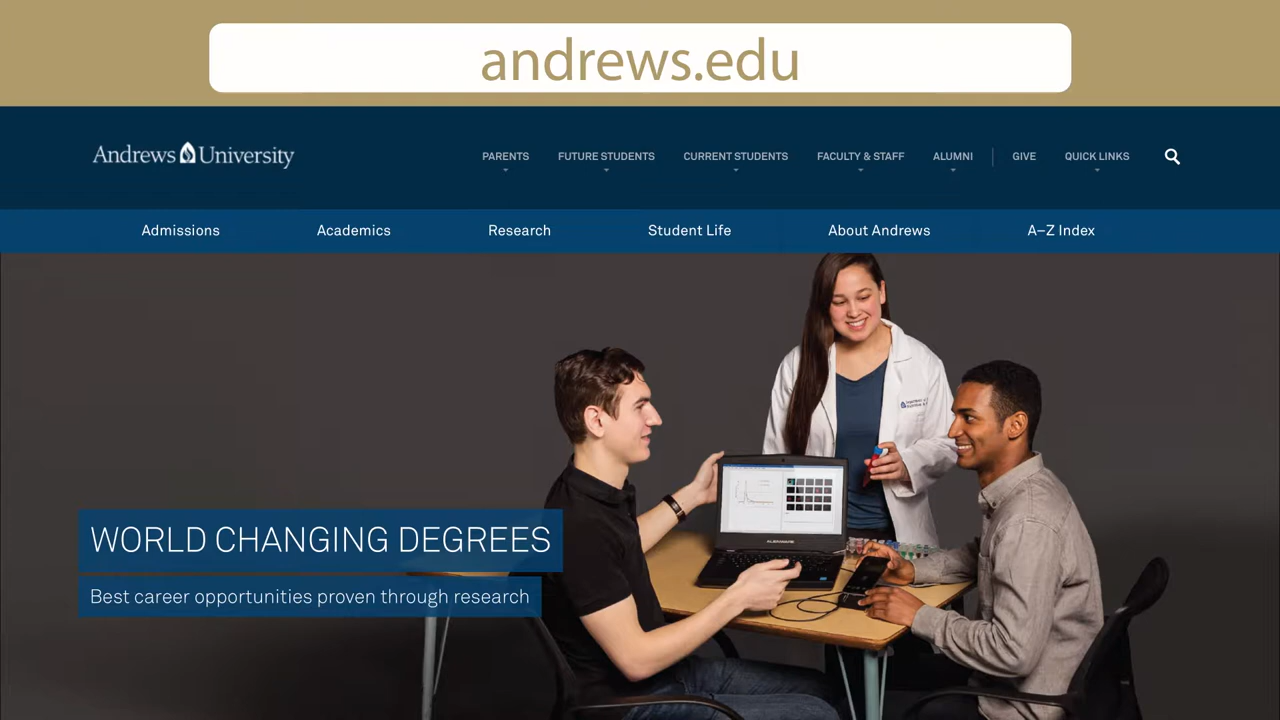 andrews.edu
Andrews University
PARENTS FUTURE STUDENTS CURRENT STUDENTS FACULTY & STAFF ALUMNI GIVE QUICK LINKS
Admissions Academics Research Student Life About Andrews A–Z Index
ALIENWARE
WORLD CHANGING DEGREES
Best career opportunities proven through research